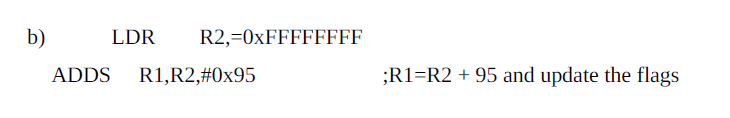 b) LDR R2,=0xFFFFFFFF
ADDS R1,R2,#0x95 ;R1=R2 + 95 and update the flags